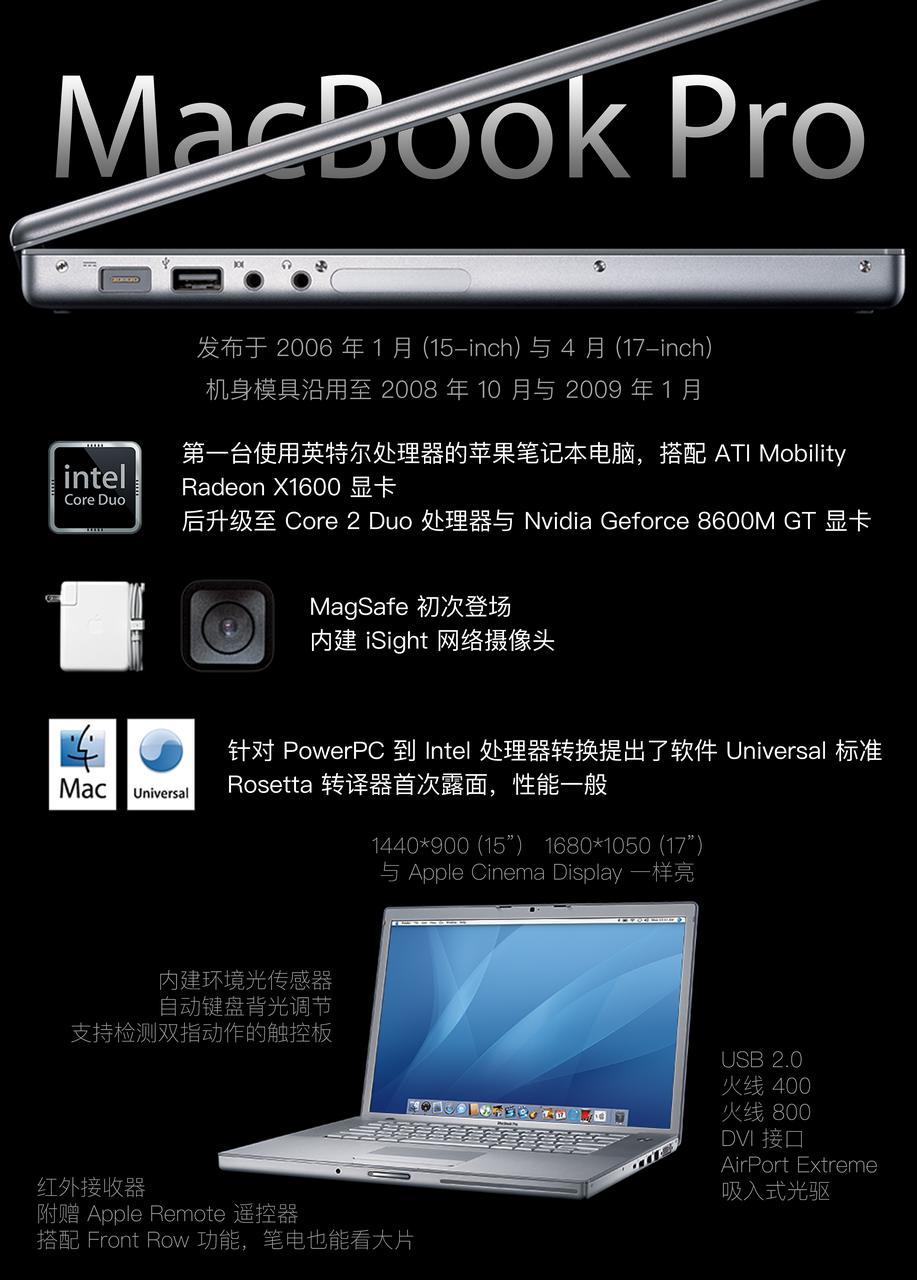 MacBook Pro
发布于 2006 年 1 月 (15-inch) 与 4 月 (17-inch)
机身模具沿用至 2008 年 10 月与 2009 年 1 月
intel
Core Duo
第一台使用英特尔处理器的苹果笔记本电脑，搭配 ATI Mobility
Radeon X1600 显卡
后升级至 Core 2 Duo 处理器与 Nvidia Geforce 8600M GT 显卡
MagSafe 初次登场
内建 iSight 网络摄像头
Mac
Universal
针对 PowerPC 到 Intel 处理器转换提出了软件 Universal 标准
Rosetta 转译器首次露面，性能一般
1440*900 (15”) 1680*1050 (17”)
与 Apple Cinema Display 一样亮
内建环境光传感器
自动键盘背光调节
支持检测双指动作的触控板
MacBook Pro
USB 2.0
火线 400
火线 800
DVI 接口
AirPort Extreme
吸入式光驱
红外接收器
附赠 Apple Remote 遥控器
搭配 Front Row 功能，笔电也能看大片